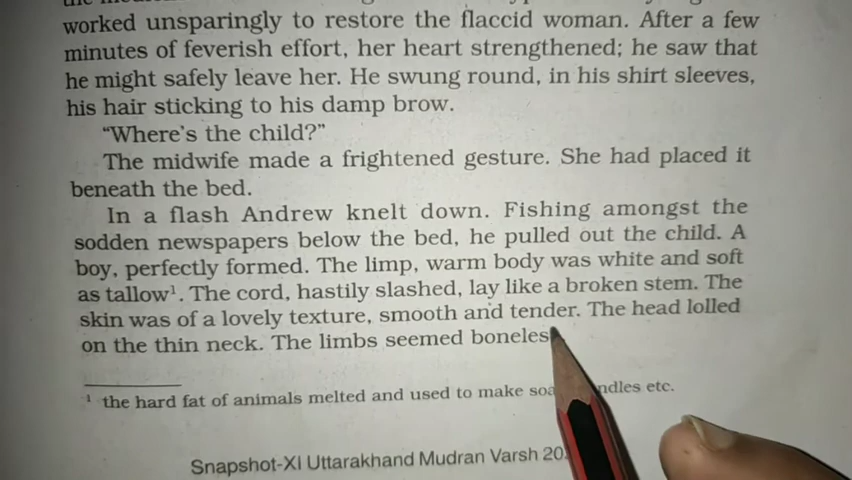 worked unsparingly to restore the flaccid woman. After a few
minutes of feverish effort, her heart strengthened; he saw that
he might safely leave her. He swung round, in his shirt sleeves,
his hair sticking to his damp brow.
“Where’s the child?”
The midwife made a frightened gesture. She had placed it
beneath the bed.
In a flash Andrew knelt down. Fishing amongst the
sodden newspapers below the bed, he pulled out the child. A
boy, perfectly formed. The limp, warm body was white and soft
as tallow¹. The cord, hastily slashed, lay like a broken stem. The
skin was of a lovely texture, smooth and tender. The head lolled
on the thin neck. The limbs seemed
¹ the hard fat of animals melted and used to make etc.
Snapshot-XI Uttarakhand Mudran Varsh